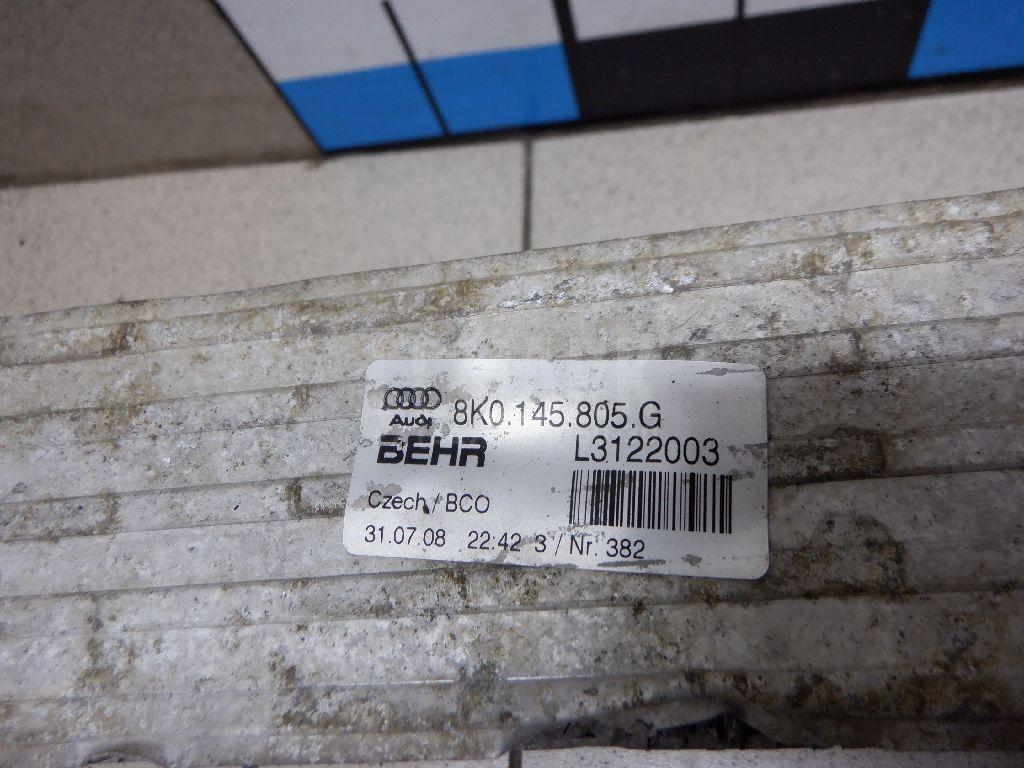 Audi 8K0.145.805.G
BEHR L3122003
Czech / BCO
31.07.08 22:42 3 / Nr. 382